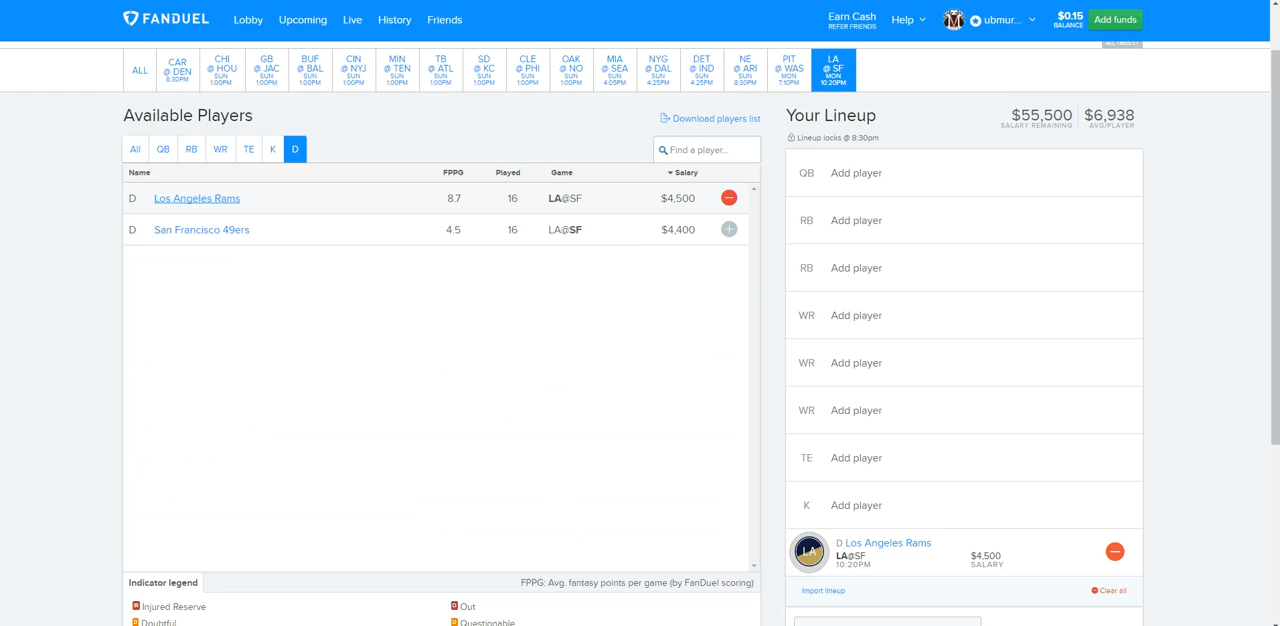 FANDUEL
Lobby Upcoming Live History Friends
Earn Cash
REFER FRIENDS
Help
ubmur...
$0.15
BALANCE
Add funds
ALL
CAR @ DEN 8:30PM
CHI @ HOU SUN 1:00PM
GB @ JAC SUN 1:00PM
BUF @ BAL SUN 1:00PM
CIN @ NYJ SUN 1:00PM
MIN @ TEN SUN 1:00PM
TB @ ATL SUN 1:00PM
SD @ KC SUN 1:00PM
CLE @ PHI SUN 1:00PM
OAK @ NO SUN 1:00PM
MIA @ SEA SUN 4:05PM
NYG @ DAL SUN 4:25PM
DET @ IND SUN 4:25PM
NE @ ARI SUN 8:30PM
PIT @ WAS MON 7:10PM
LA @ SF MON 10:20PM
Available Players
Download players list
All QB RB WR TE K D
Find a player...
Name FPPG Played Game Salary
D Los Angeles Rams 8.7 16 LA@SF $4,500
D San Francisco 49ers 4.5 16 LA@SF $4,400
Indicator legend
FPPG: Avg. fantasy points per game (by FanDuel scoring)
R Injured Reserve
O Out
D Doubtful
Q Questionable
Your Lineup
$55,500
SALARY REMAINING
$6,938
AVG/PLAYER
Lineup locks @ 8:30pm
QB Add player
RB Add player
RB Add player
WR Add player
WR Add player
WR Add player
TE Add player
K Add player
LA
D Los Angeles Rams
LA@SF
10:20PM
$4,500
SALARY
Import lineup
Clear all